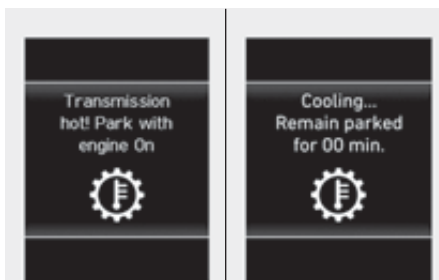 Transmission
hot! Park with
engine On
Cooling...
Remain parked
for 00 min.